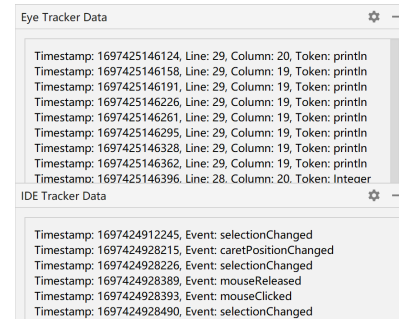 Eye Tracker Data
Timestamp: 1697425146124, Line: 29, Column: 20, Token: println
Timestamp: 1697425146158, Line: 29, Column: 19, Token: println
Timestamp: 1697425146191, Line: 29, Column: 19, Token: println
Timestamp: 1697425146226, Line: 29, Column: 19, Token: println
Timestamp: 1697425146261, Line: 29, Column: 19, Token: println
Timestamp: 1697425146295, Line: 29, Column: 19, Token: println
Timestamp: 1697425146328, Line: 29, Column: 19, Token: println
Timestamp: 1697425146362, Line: 29, Column: 19, Token: println
Timestamp: 1697425146396, Line: 28, Column: 20, Token: Integer
IDE Tracker Data
Timestamp: 1697424912245, Event: selectionChanged
Timestamp: 1697424928215, Event: caretPositionChanged
Timestamp: 1697424928226, Event: selectionChanged
Timestamp: 1697424928389, Event: mouseReleased
Timestamp: 1697424928393, Event: mouseClicked
Timestamp: 1697424928490, Event: selectionChanged